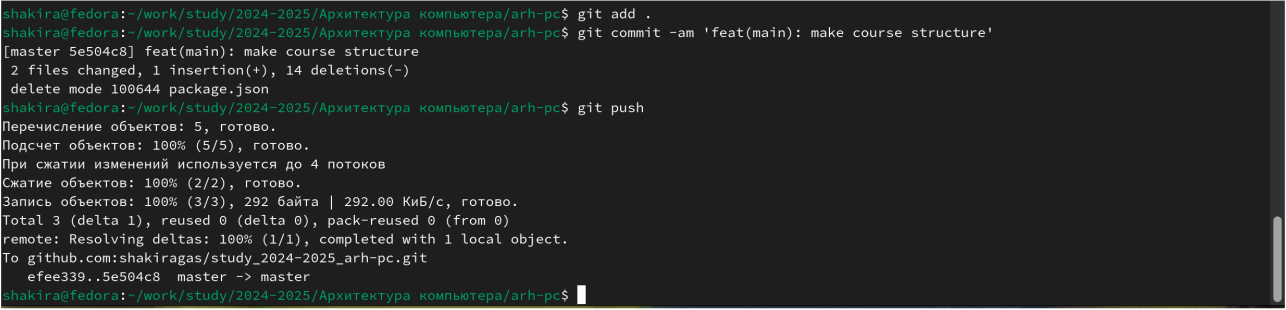 shakira@fedora:~/work/study/2024-2025/Архитектура компьютера/arh-pc$ git add .
shakira@fedora:~/work/study/2024-2025/Архитектура компьютера/arh-pc$ git commit -am 'feat(main): make course structure'
[master 5e504c8] feat(main): make course structure
 2 files changed, 1 insertion(+), 14 deletions(-)
 delete mode 100644 package.json
shakira@fedora:~/work/study/2024-2025/Архитектура компьютера/arh-pc$ git push
Перечисление объектов: 5, готово.
Подсчет объектов: 100% (5/5), готово.
При сжатии изменений используется до 4 потоков
Сжатие объектов: 100% (2/2), готово.
Запись объектов: 100% (3/3), 292 байта | 292.00 КиБ/с, готово.
Total 3 (delta 1), reused 0 (delta 0), pack-reused 0 (from 0)
remote: Resolving deltas: 100% (1/1), completed with 1 local object.
To github.com:shakiragas/study_2024-2025_arh-pc.git
   efee339..5e504c8  master -> master
shakira@fedora:~/work/study/2024-2025/Архитектура компьютера/arh-pc$